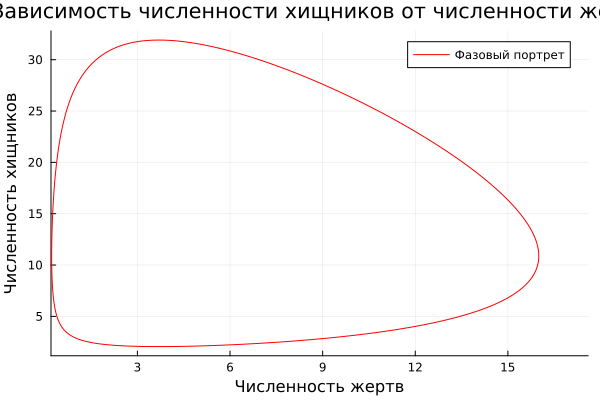 Зависимость численности хищников от численности же
Фазовый портрет
Численность хищников
30
25
20
15
10
5
3
6
9
12
15
Численность жертв